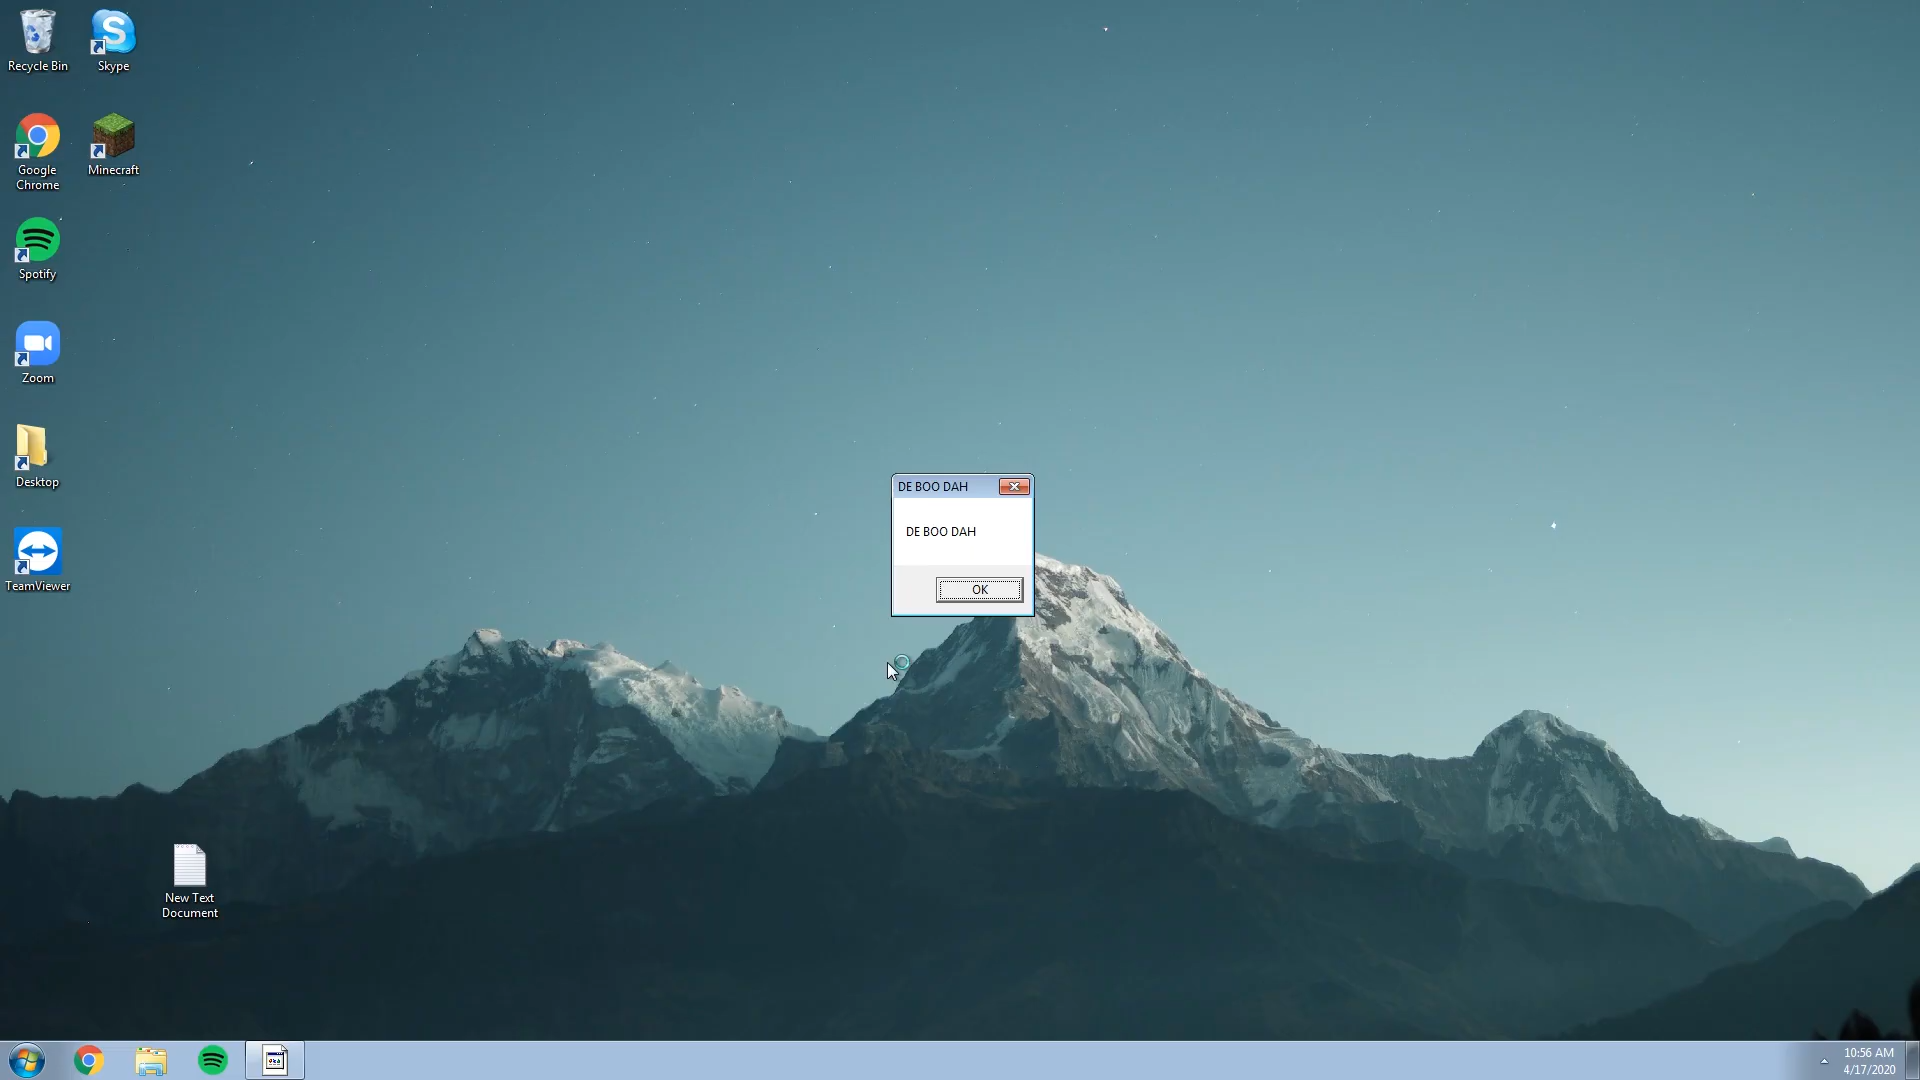 Recycle Bin
Skype
Google
Chrome
Minecraft
Spotify
Zoom
Desktop
TeamViewer
DE BOO DAH
DE BOO DAH
OK
New Text
Document
10:56 AM
4/17/2020